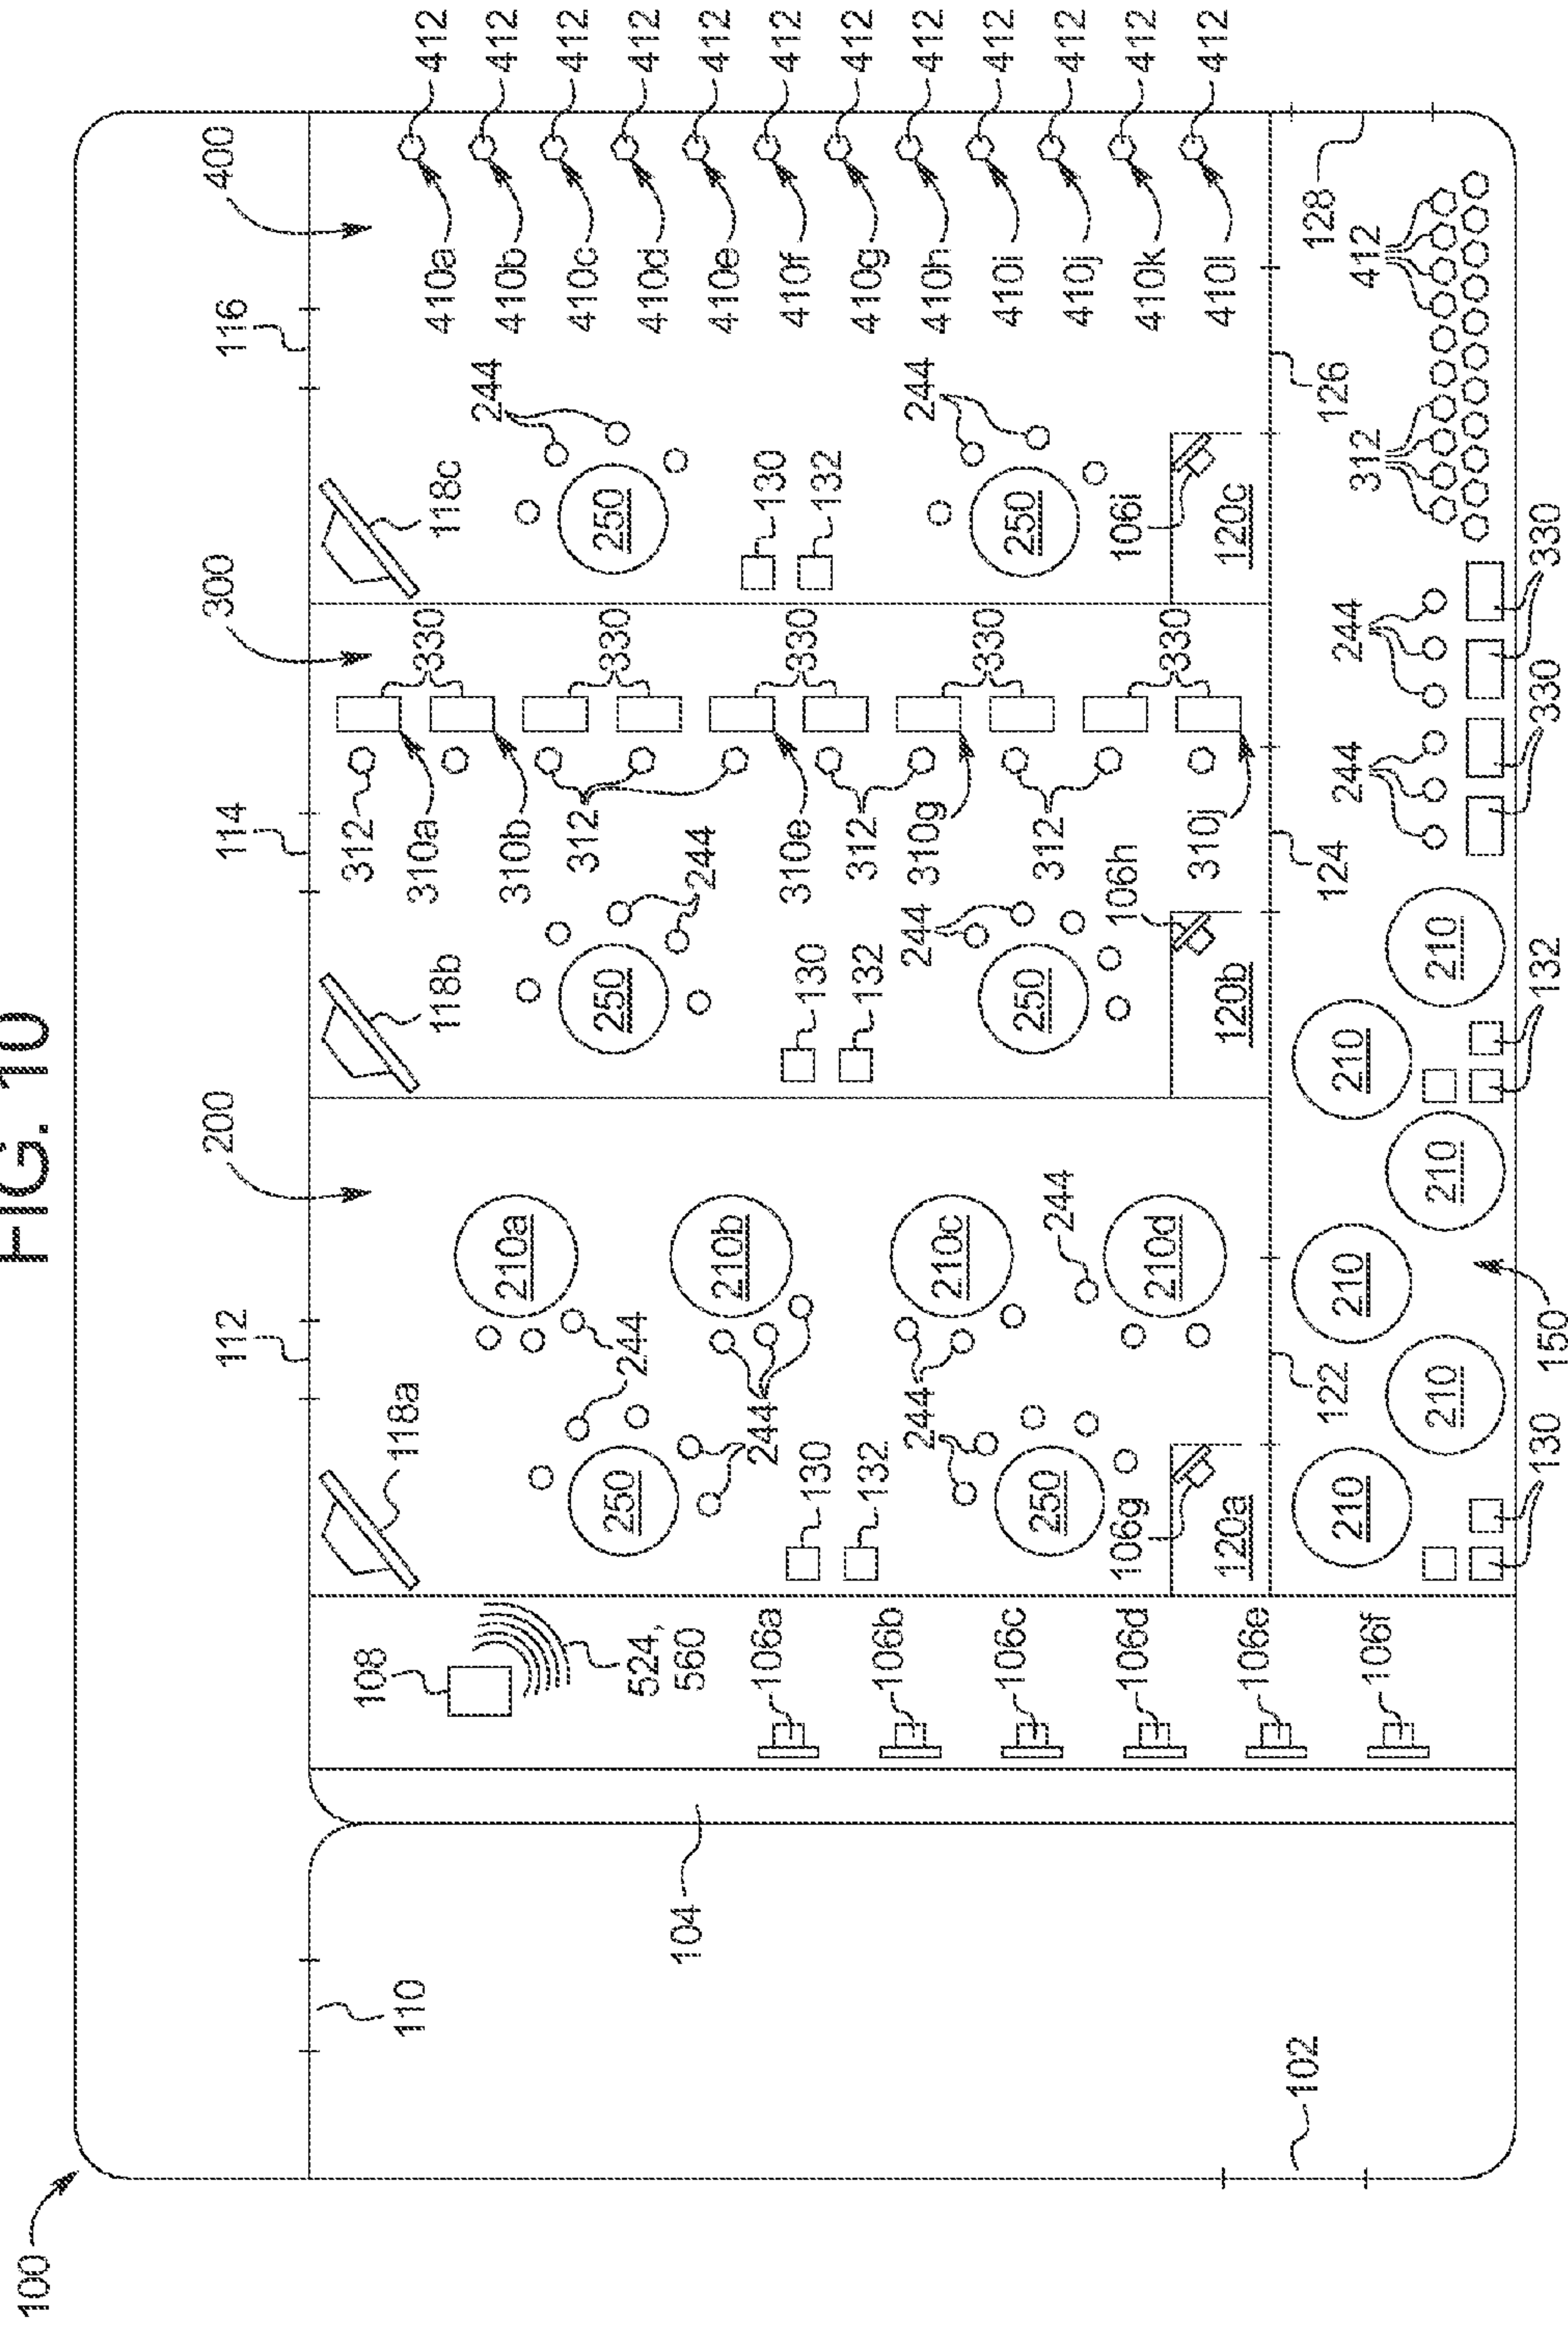 FIG. 10
100
112
200
114
300
116
400
108
110
118a
118b
118c
312
310a
330
244
410a
412
310b
410b
412
210a
250
250
250
524,
560
244
312
330
410c
412
104
244
410d
412
410e
412
210b
244
106a
130
130
310e
330
130
132
410f
412
132
132
312
410g
412
106b
244
244
310g
244
410h
412
210c
330
410i
412
106c
250
250
250
244
312
410j
412
106d
106g
106h
106i
210d
410k
412
120a
120b
310j
330
120c
410l
412
106e
102
122
124
126
128
210
210
210
244
244
312
412
106f
210
210
210
130
150
132
330
330